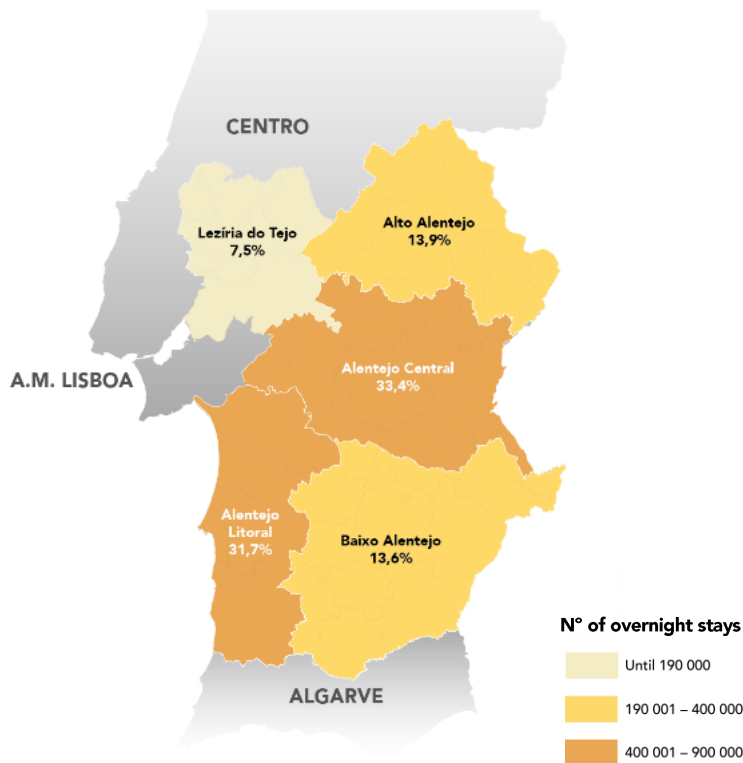 CENTRO
Lezíria do Tejo
7,5%
Alto Alentejo
13,9%
A.M. LISBOA
Alentejo Central
33,4%
Alentejo
Litoral
31,7%
Baixo Alentejo
13,6%
ALGARVE
Nº of overnight stays
Until 190 000
190 001 – 400 000
400 001 – 900 000